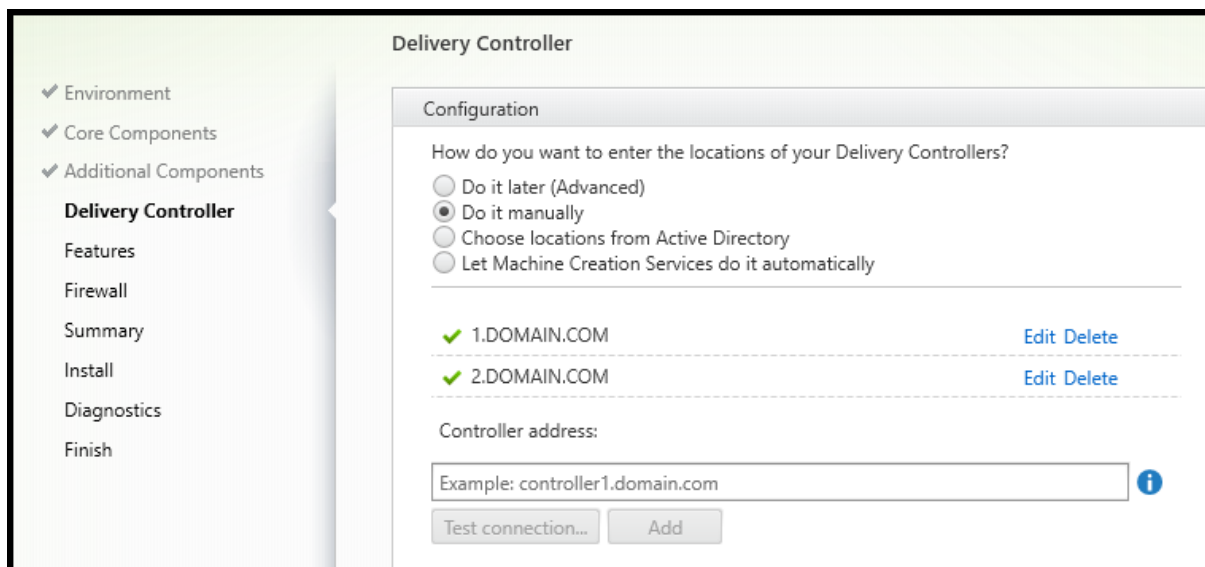 Delivery Controller
Environment
Core Components
Additional Components
Delivery Controller
Features
Firewall
Summary
Install
Diagnostics
Finish
Configuration
How do you want to enter the locations of your Delivery Controllers?
Do it later (Advanced)
Do it manually
Choose locations from Active Directory
Let Machine Creation Services do it automatically
1.DOMAIN.COM Edit Delete
2.DOMAIN.COM Edit Delete
Controller address:
Example: controller1.domain.com
Test connection... Add